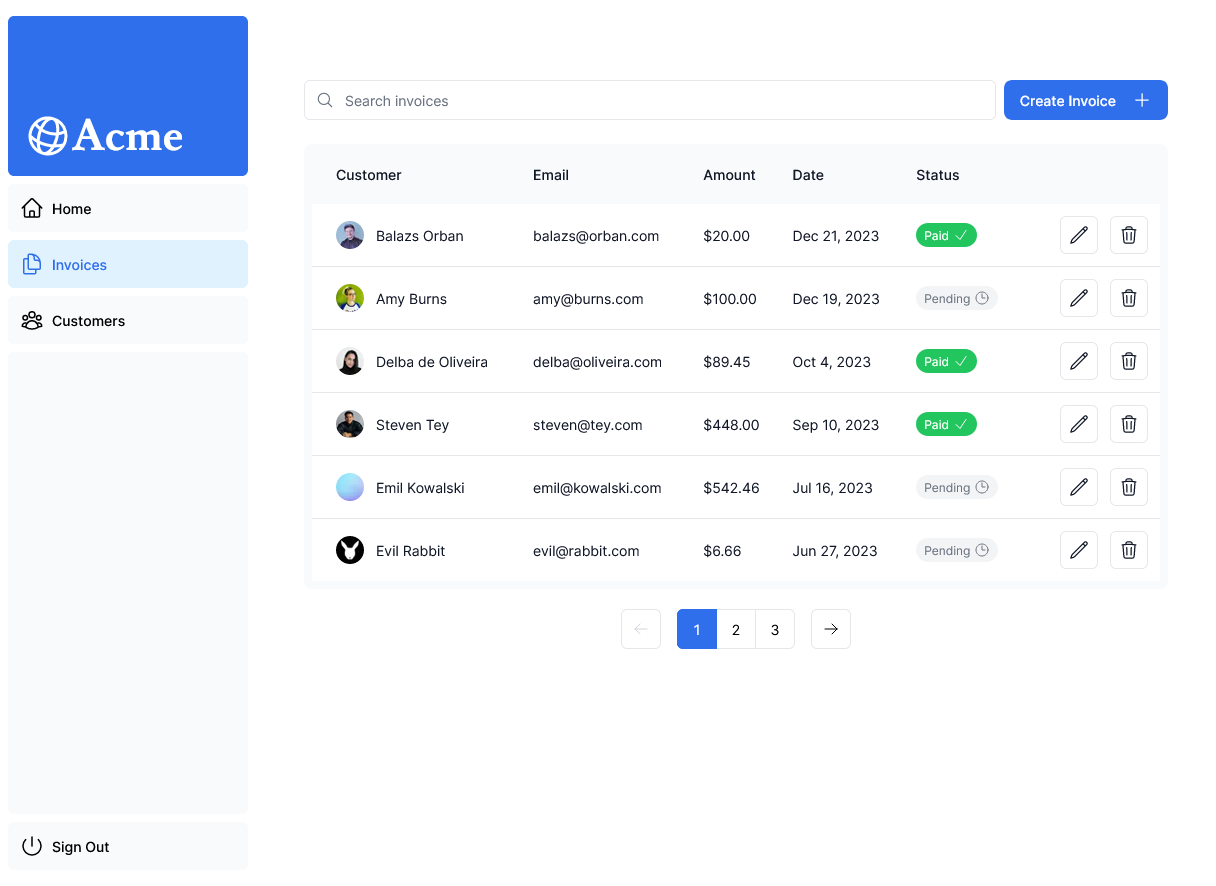 Acme
Home
Invoices
Customers
Sign Out
Search invoices
Create Invoice
Customer Email Amount Date Status
Balazs Orban balazs@orban.com $20.00 Dec 21, 2023 Paid
Amy Burns amy@burns.com $100.00 Dec 19, 2023 Pending
Delba de Oliveira delba@oliveira.com $89.45 Oct 4, 2023 Paid
Steven Tey steven@tey.com $448.00 Sep 10, 2023 Paid
Emil Kowalski emil@kowalski.com $542.46 Jul 16, 2023 Pending
Evil Rabbit evil@rabbit.com $6.66 Jun 27, 2023 Pending
1 2 3